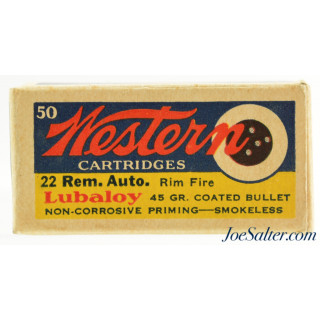 50
Western
CARTRIDGES
22 Rem. Auto. Rim Fire
Lubaloy 45 GR. COATED BULLET
NON-CORROSIVE PRIMING—SMOKELESS
JoeSalter.com